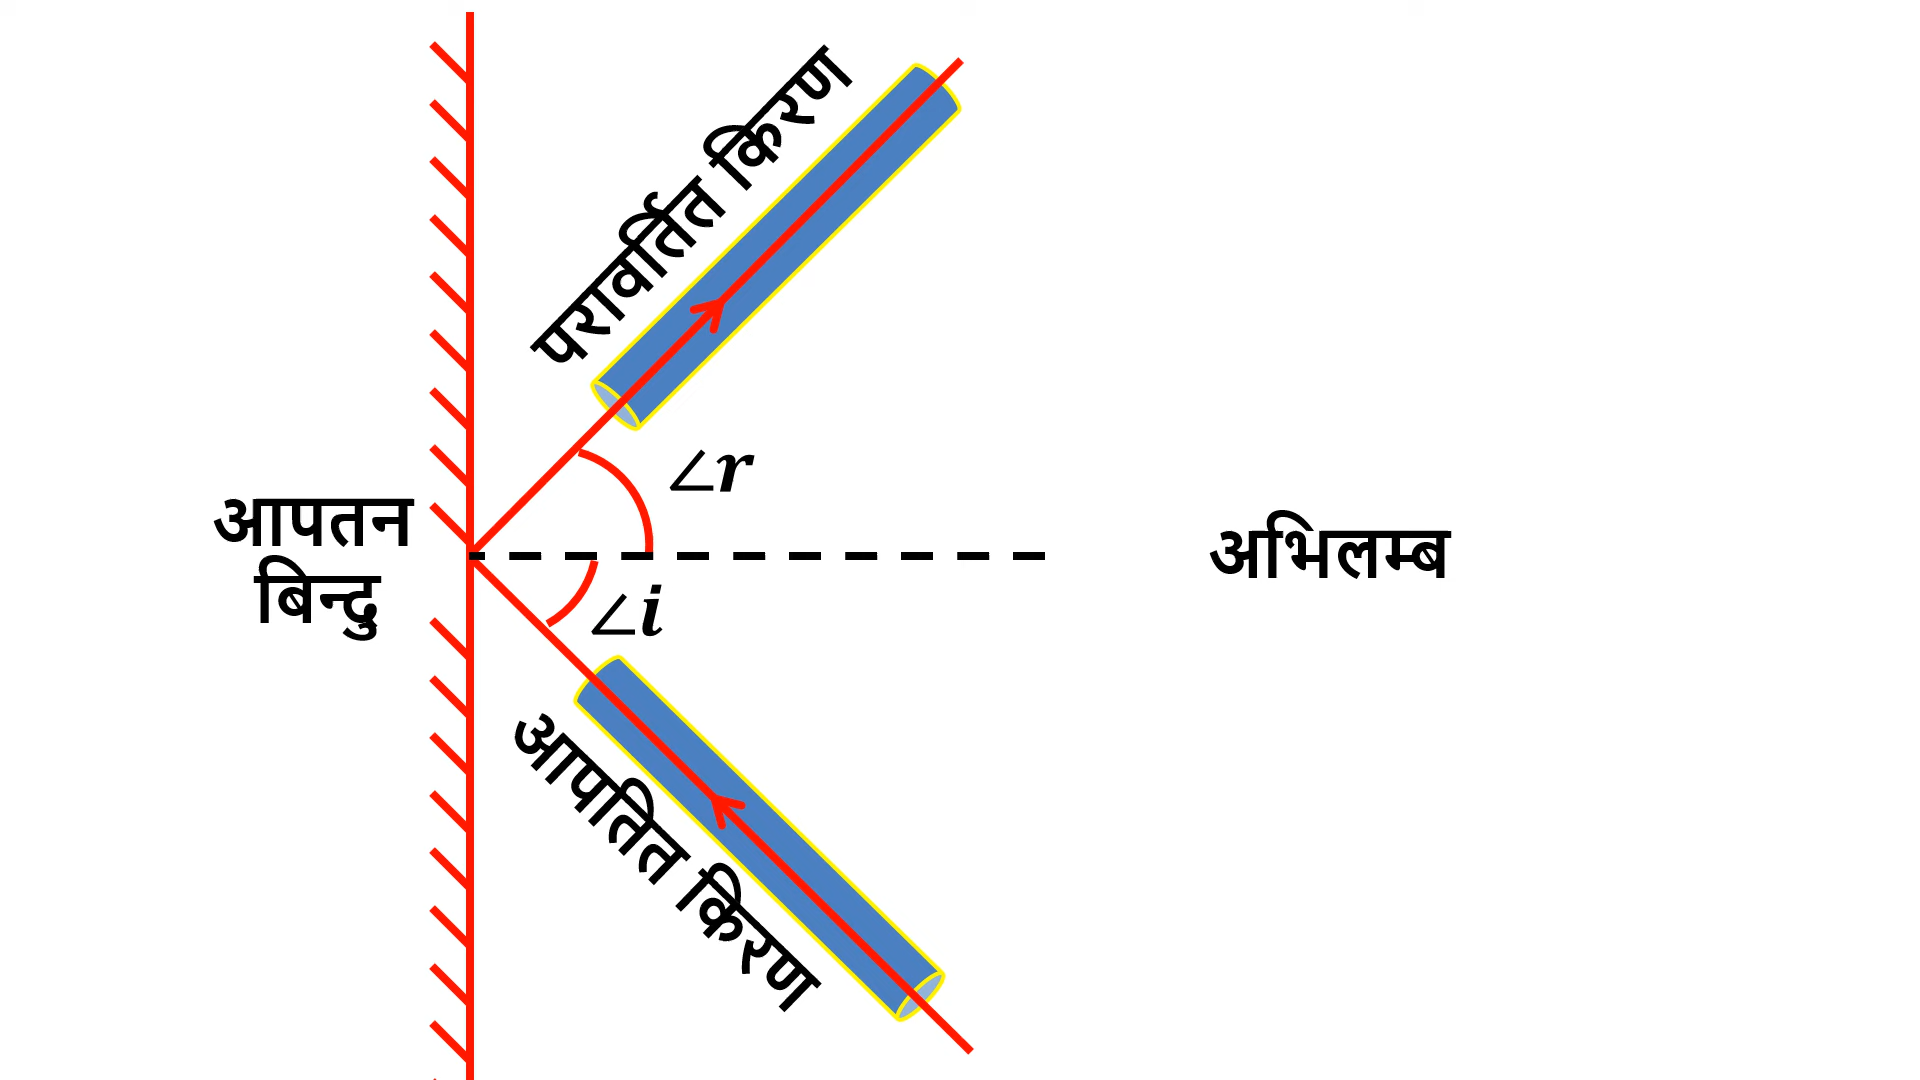 परावर्तित किरण
∠r
आपतन
बिन्दु
अभिलम्ब
∠i
आपतित किरण